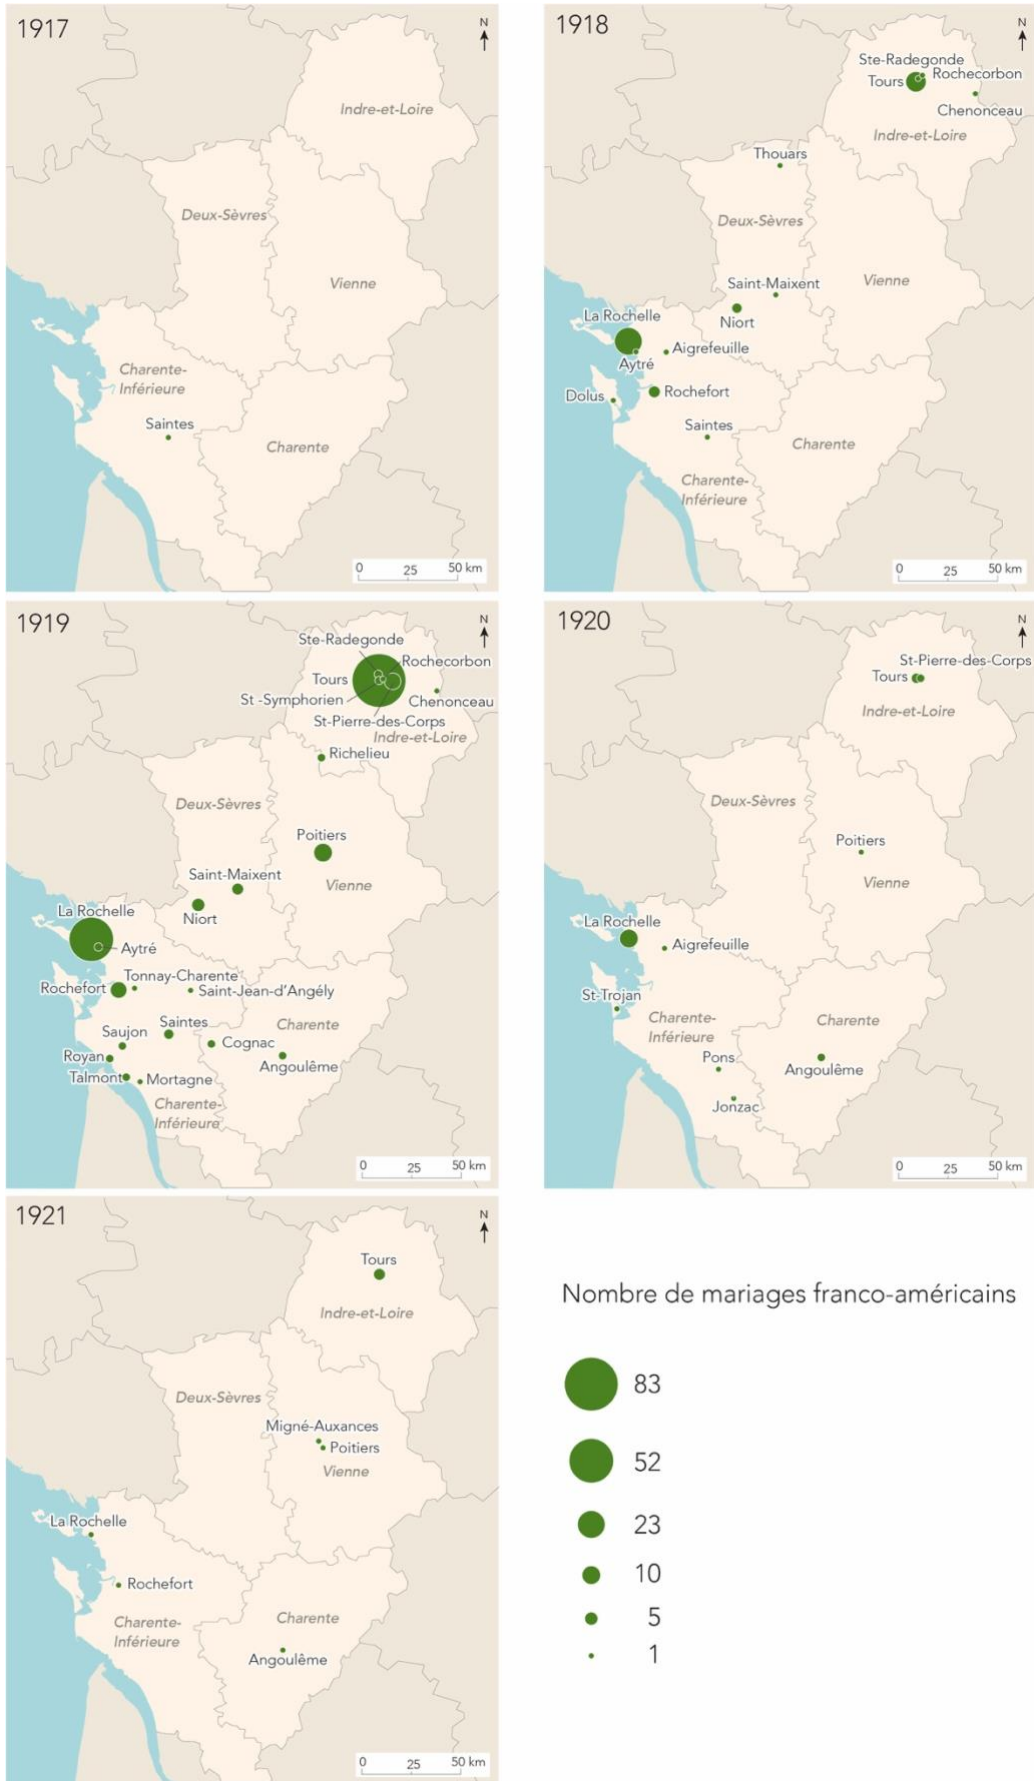 1917
N
Indre-et-Loire
Deux-Sèvres
Vienne
Charente-
Inférieure
Saintes
Charente
0 25 50 km
1918
N
Ste-Radegonde
Tours
Rochecorbon
Chenonceau
Indre-et-Loire
Thouars
Deux-Sèvres
Vienne
Saint-Maixent
La Rochelle
Niort
Aigrefeuille
Aytré
Dolus
Rochefort
Saintes
Charente
Charente-
Inférieure
0 25 50 km
1919
N
Ste-Radegonde
Rochecorbon
Tours
St -Symphorien
Chenonceau
St-Pierre-des-Corps
Indre-et-Loire
Richelieu
Deux-Sèvres
Poitiers
Saint-Maixent
Vienne
La Rochelle
Niort
Aytré
Tonnay-Charente
Rochefort
Saint-Jean-d'Angély
Saintes
Charente
Saujon
Cognac
Royan
Angoulême
Talmont
Mortagne
Charente-
Inférieure
0 25 50 km
1920
N
St-Pierre-des-Corps
Tours
Indre-et-Loire
Deux-Sèvres
Poitiers
Vienne
La Rochelle
Aigrefeuille
St-Trojan
Charente-
Inférieure
Charente
Pons
Angoulême
Jonzac
0 25 50 km
1921
N
Tours
Indre-et-Loire
Deux-Sèvres
Migné-Auxances
Poitiers
Vienne
La Rochelle
Rochefort
Charente-
Inférieure
Charente
Angoulême
0 25 50 km
Nombre de mariages franco-américains
83
52
23
10
5
1